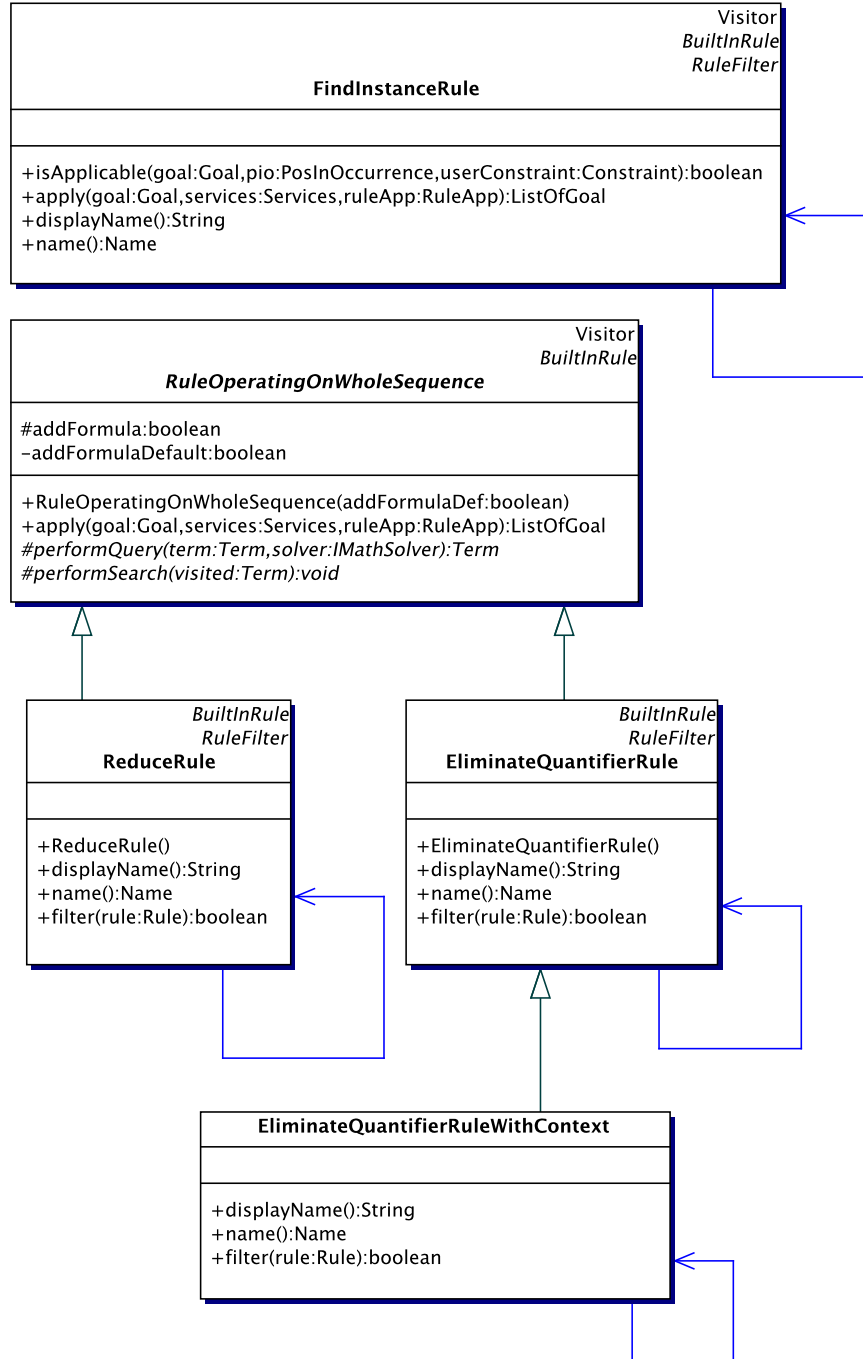 Visitor
BuiltInRule
RuleFilter
FindInstanceRule
+isApplicable(goal:Goal,pio:PosInOccurrence,userConstraint:Constraint):boolean
+apply(goal:Goal,services:Services,ruleApp:RuleApp):ListOfGoal
+displayName():String
+name():Name
Visitor
BuiltInRule
RuleOperatingOnWholeSequence
#addFormula:boolean
-addFormulaDefault:boolean
+RuleOperatingOnWholeSequence(addFormulaDef:boolean)
+apply(goal:Goal,services:Services,ruleApp:RuleApp):ListOfGoal
#performQuery(term:Term,solver:IMathSolver):Term
#performSearch(visited:Term):void
BuiltInRule
RuleFilter
ReduceRule
+ReduceRule()
+displayName():String
+name():Name
+filter(rule:Rule):boolean
BuiltInRule
RuleFilter
EliminateQuantifierRule
+EliminateQuantifierRule()
+displayName():String
+name():Name
+filter(rule:Rule):boolean
EliminateQuantifierRuleWithContext
+displayName():String
+name():Name
+filter(rule:Rule):boolean